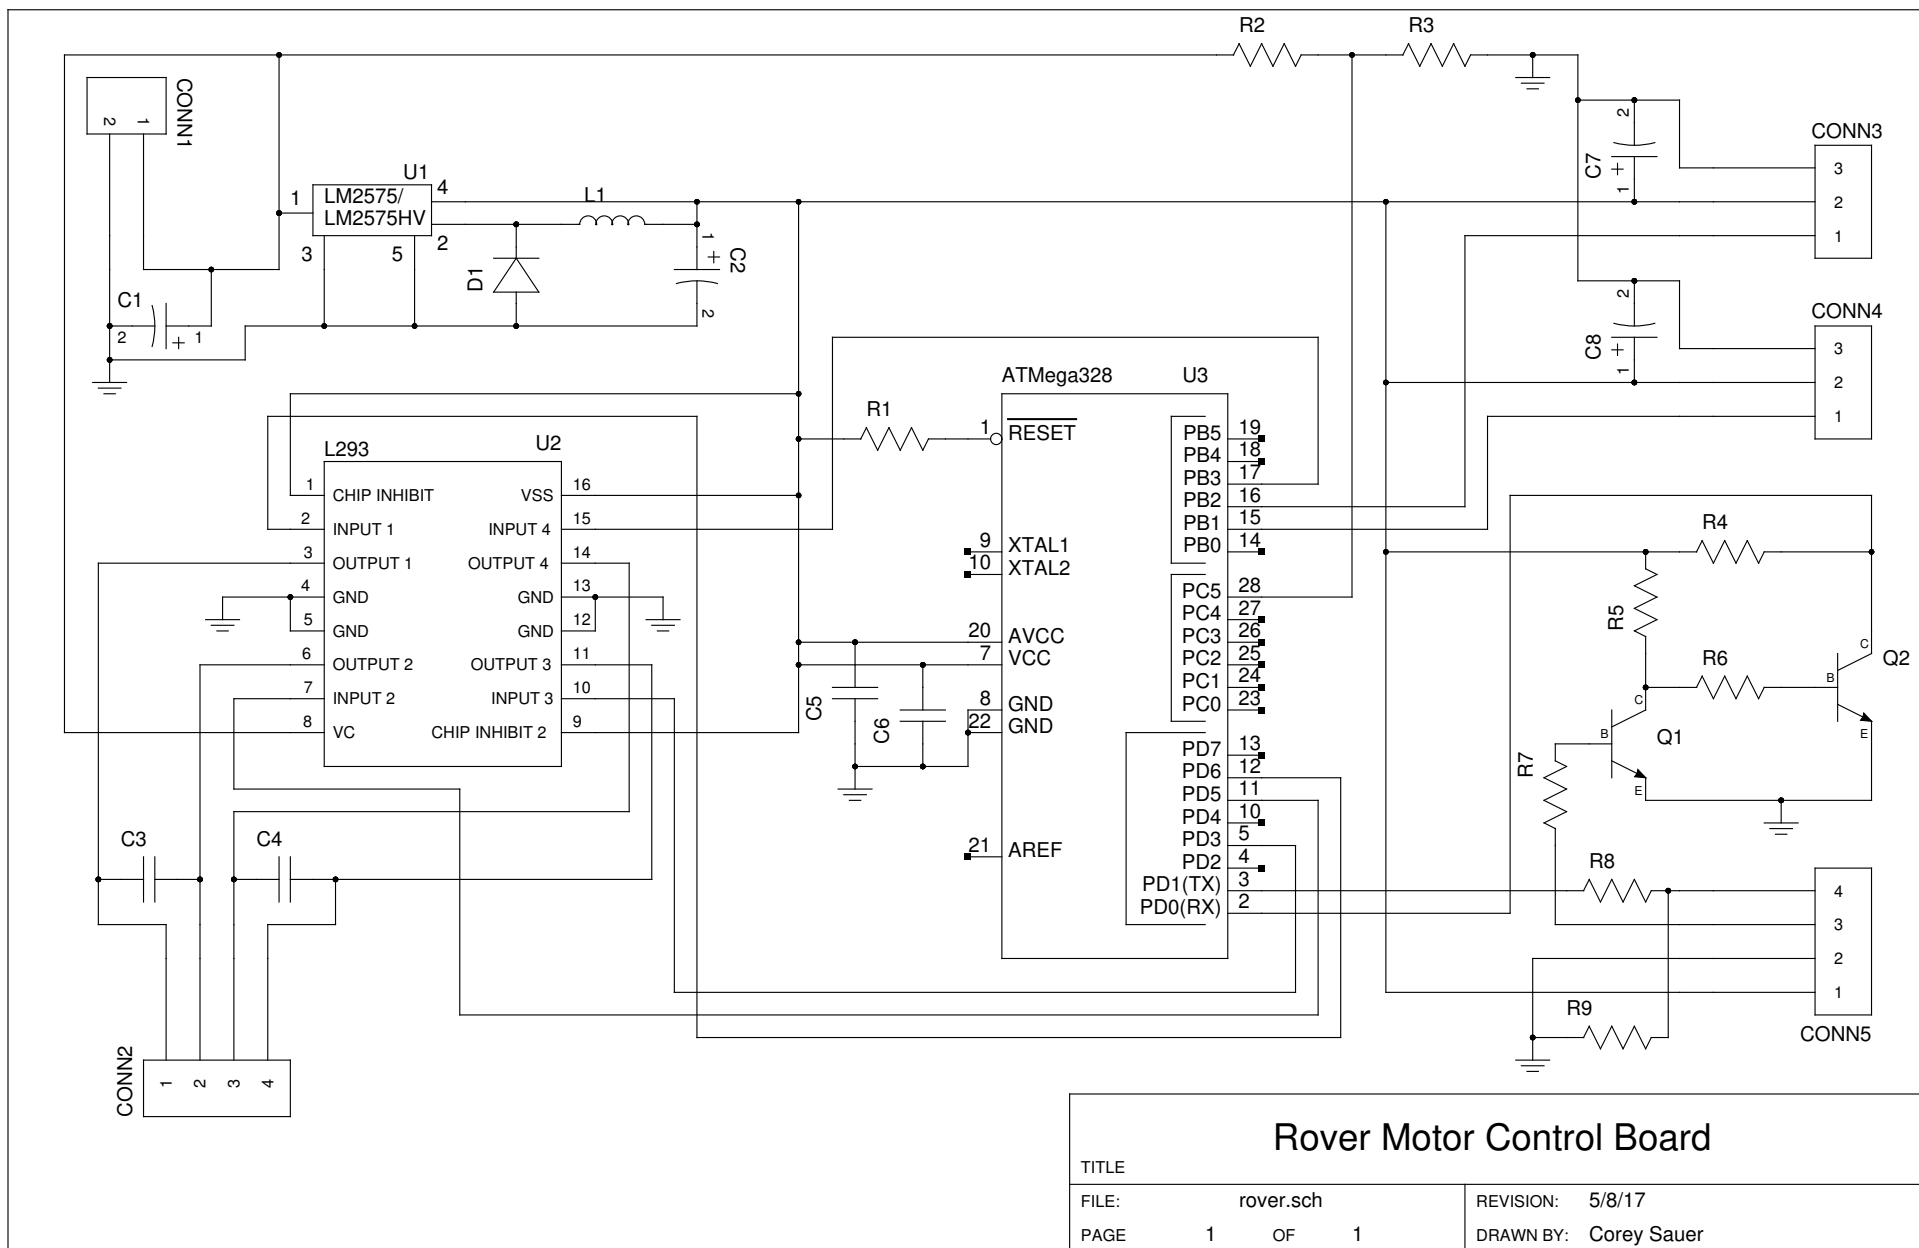 R2
R3
CONN1
2
1
CONN3
2
C7
+
1
3
2
1
U1
LM2575/
LM2575HV
1
4
2
3
5
L1
D1
1
+
C2
2
C1
2
+
1
CONN4
2
C8
+
1
3
2
1
ATMega328
U3
R1
1
RESET
9
XTAL1
10
XTAL2
20
AVCC
7
VCC
8
GND
22
GND
21
AREF
PB5
19
PB4
18
PB3
17
PB2
16
PB1
15
PB0
14
PC5
28
PC4
27
PC3
26
PC2
25
PC1
24
PC0
23
PD7
13
PD6
12
PD5
11
PD4
10
PD3
5
PD2
4
PD1(TX)
3
PD0(RX)
2
L293
U2
1
CHIP INHIBIT
2
INPUT 1
3
OUTPUT 1
4
GND
5
GND
6
OUTPUT 2
7
INPUT 2
8
VC
VSS
16
INPUT 4
15
OUTPUT 4
14
GND
13
GND
12
OUTPUT 3
11
INPUT 3
10
CHIP INHIBIT 2
9
C5
C6
R4
R5
R6
C
B
E
Q2
C
B
E
Q1
R7
R8
R9
4
3
2
1
CONN5
C3
C4
CONN2
1
2
3
4
Rover Motor Control Board
TITLE
FILE: rover.sch
REVISION: 5/8/17
PAGE 1 OF 1
DRAWN BY: Corey Sauer